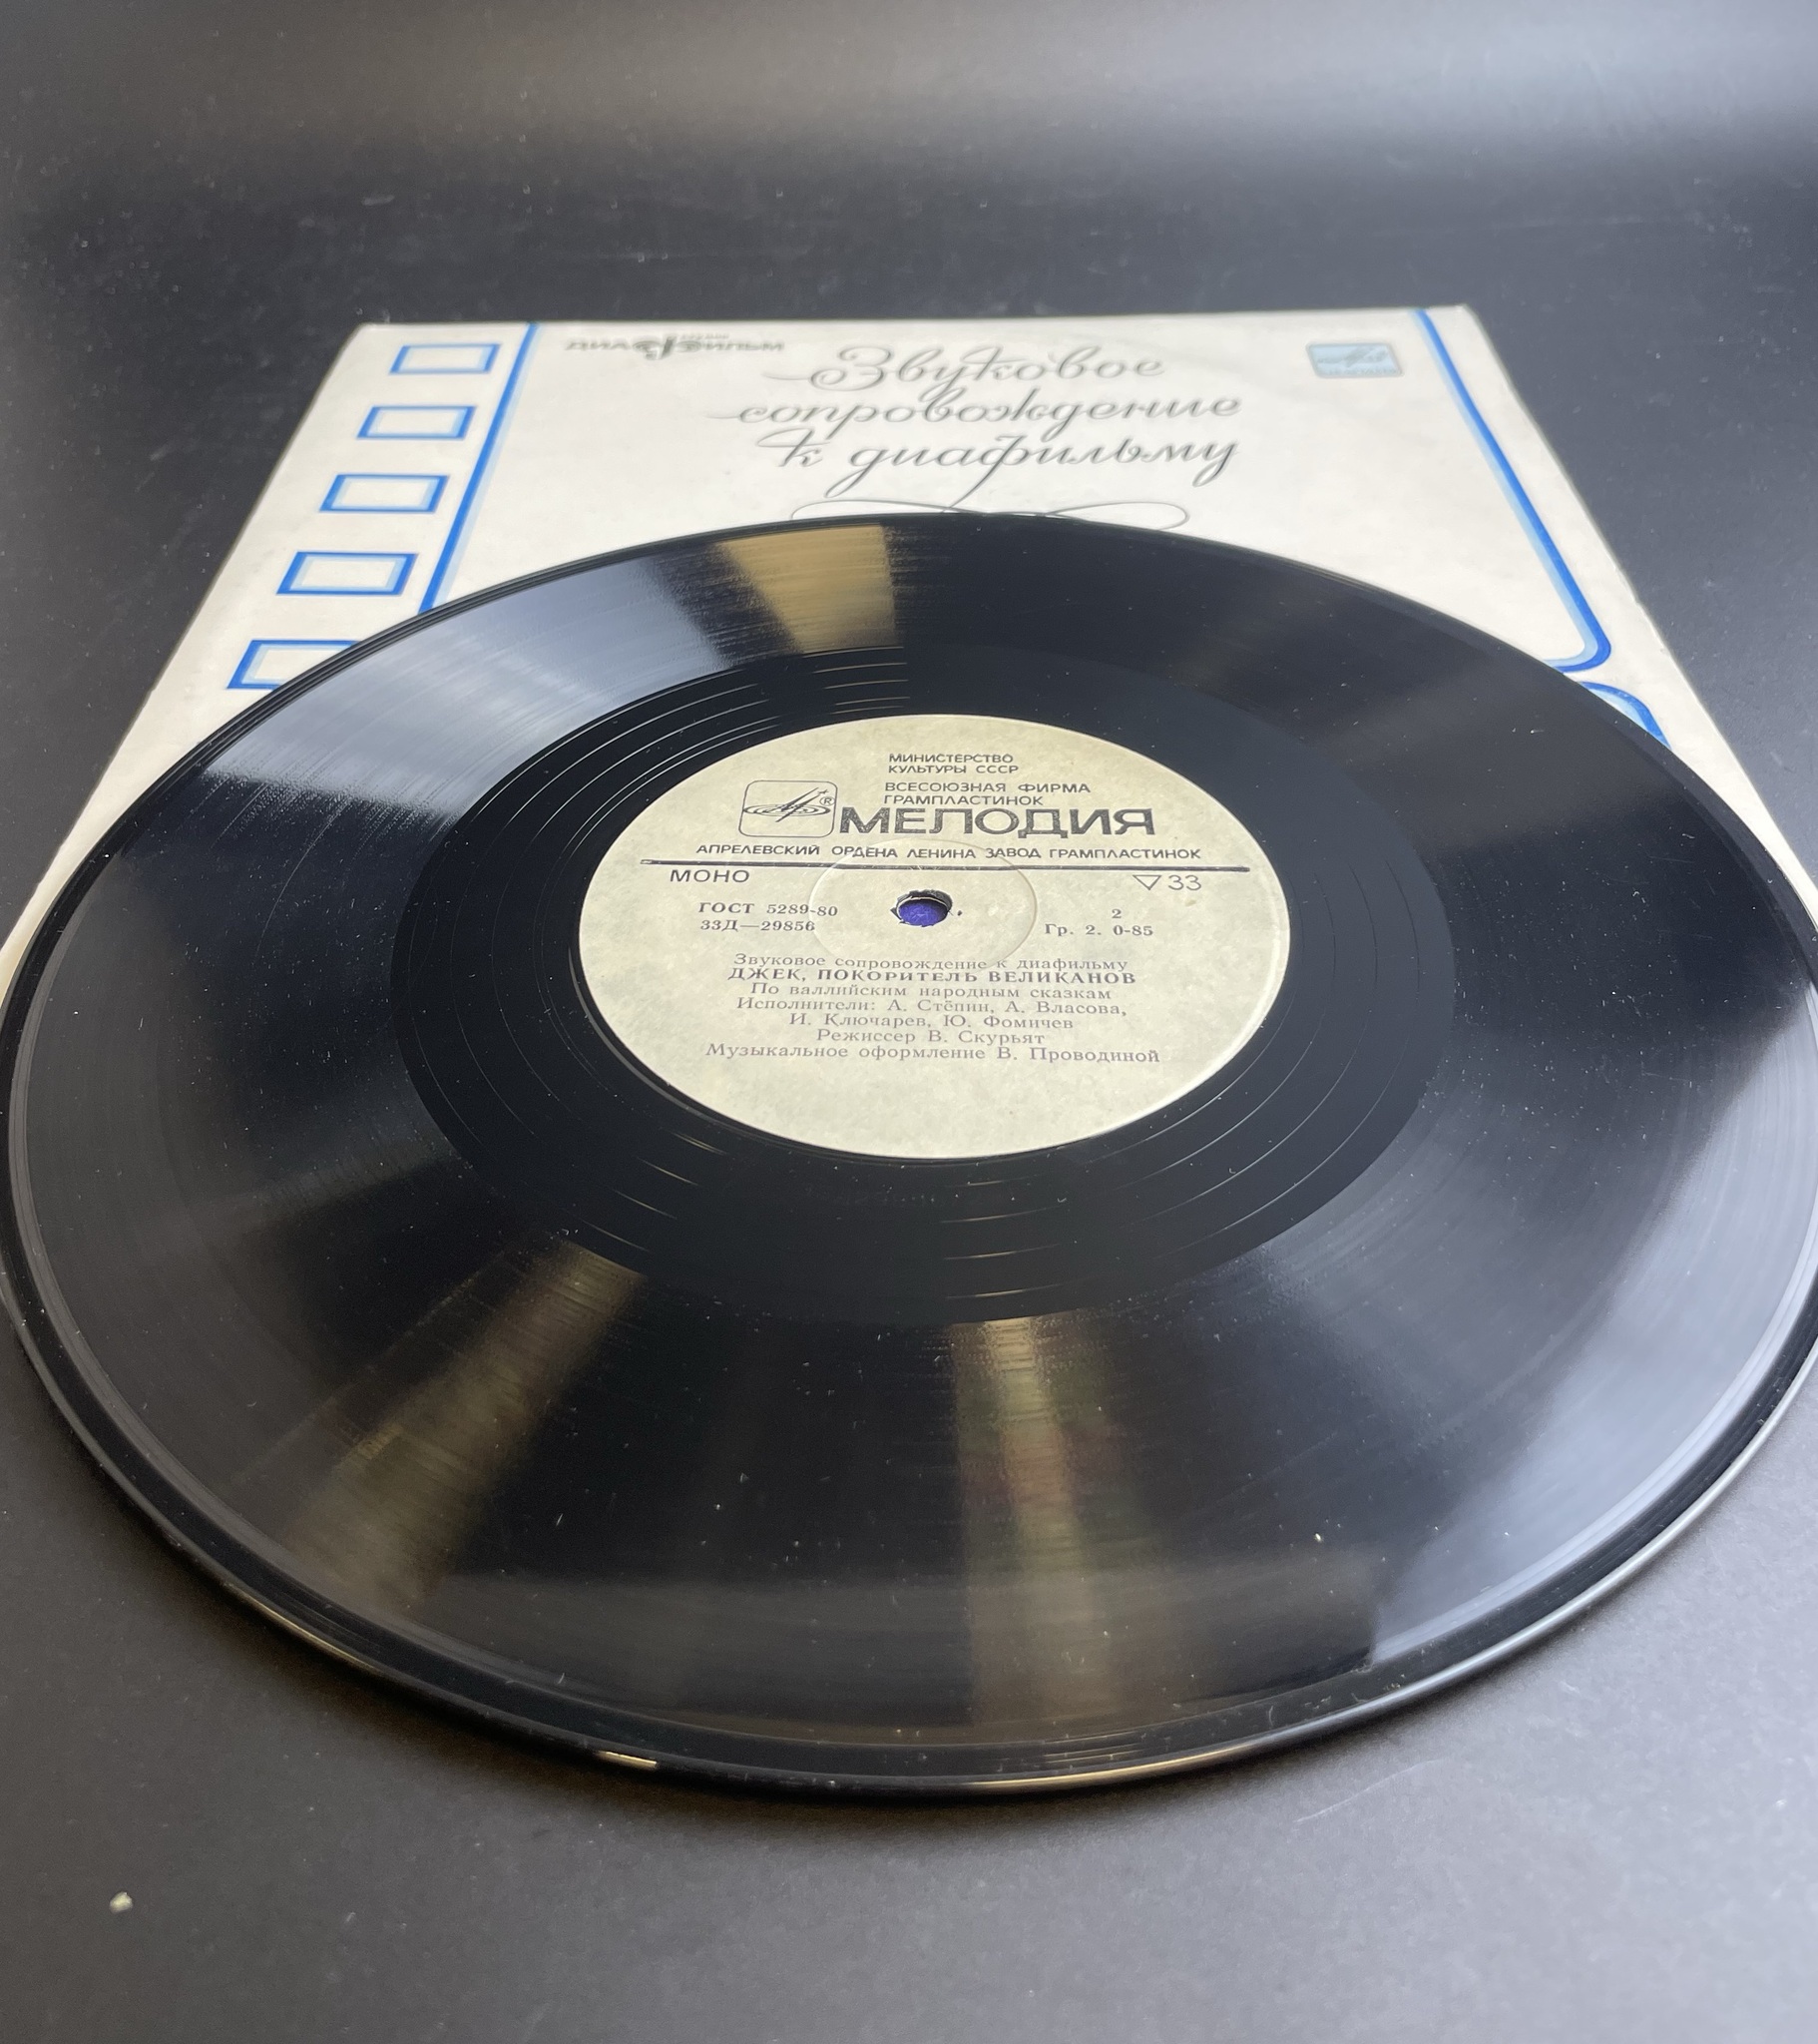 ДИАФИЛЬМ
Звуковое
сопровождение
к диафильму
МИНИСТЕРСТВО
КУЛЬТУРЫ СССР
ВСЕСОЮЗНАЯ ФИРМА
ГРАМПЛАСТИНОК
® МЕЛОДИЯ
АПРЕЛЕВСКИЙ ОРДЕНА ЛЕНИНА ЗАВОД ГРАМПЛАСТИНОК
МОНО ▽33
ГОСТ 5289-80 2
33Д—29856 Гр. 2. 0-85
Звуковое сопровождение к диафильму
ДЖЕК, ПОКОРИТЕЛЬ ВЕЛИКАНОВ
По валлийским народным сказкам
Исполнители: А. Стёпин, А. Власова,
И. Ключарев, Ю. Фомичев
Режиссер В. Скурьят
Музыкальное оформление В. Проводиной